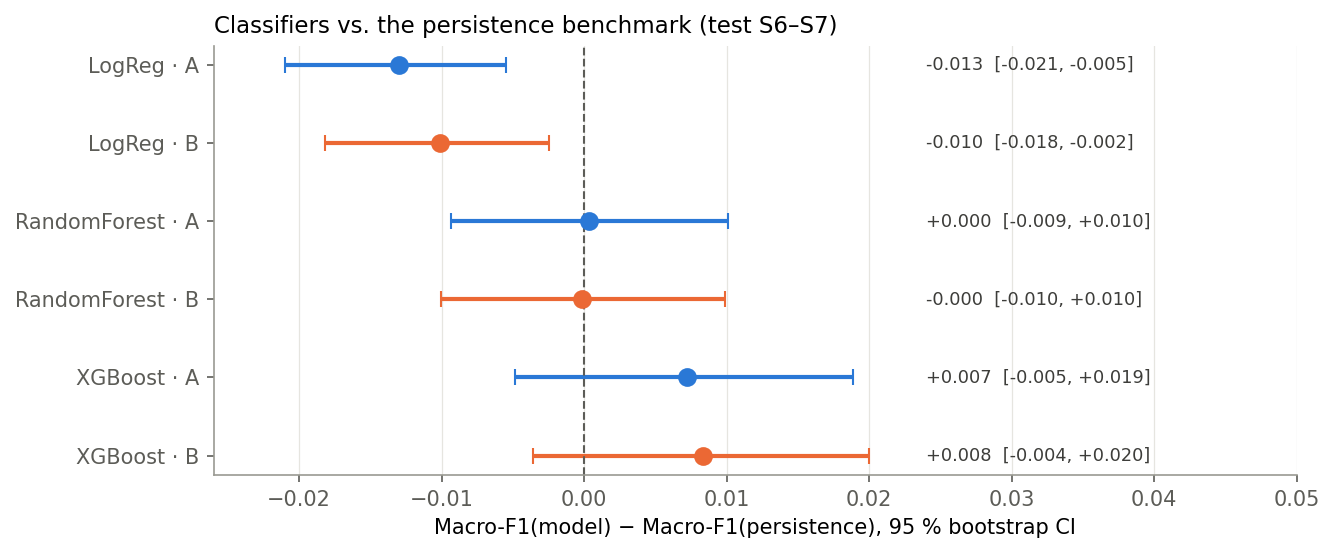 Classifiers vs. the persistence benchmark (test S6–S7)
LogReg · A -0.013 [-0.021, -0.005]
LogReg · B -0.010 [-0.018, -0.002]
RandomForest · A +0.000 [-0.009, +0.010]
RandomForest · B -0.000 [-0.010, +0.010]
XGBoost · A +0.007 [-0.005, +0.019]
XGBoost · B +0.008 [-0.004, +0.020]
−0.02 −0.01 0.00 0.01 0.02 0.03 0.04 0.05
Macro-F1(model) − Macro-F1(persistence), 95 % bootstrap CI